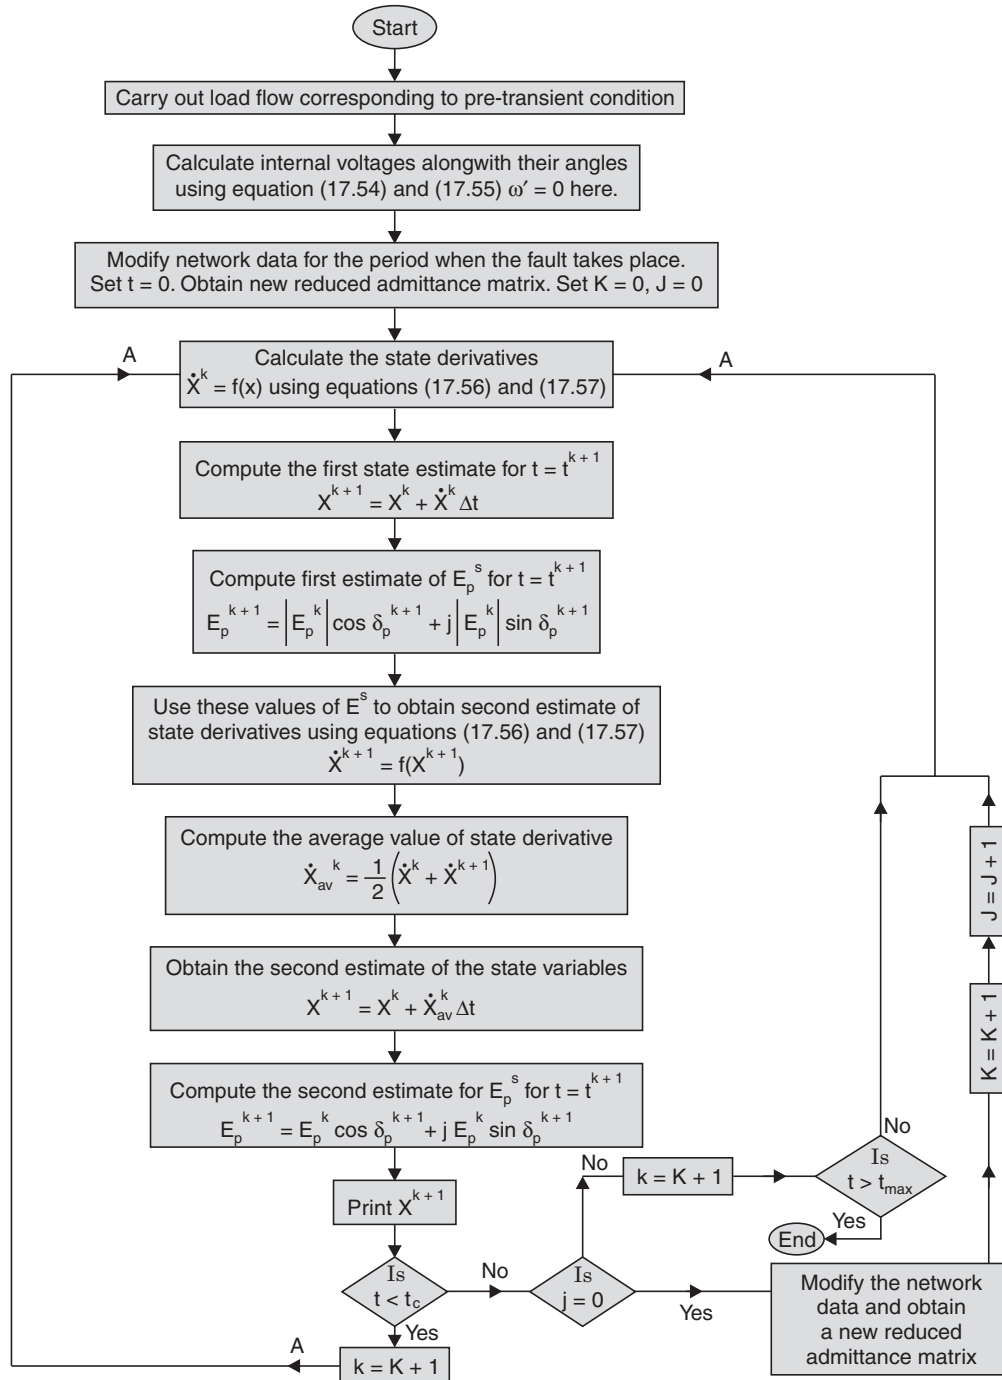 Start
Carry out load flow corresponding to pre-transient condition
Calculate internal voltages alongwith their angles
using equation (17.54) and (17.55) ω′ = 0 here.
Modify network data for the period when the fault takes place.
Set t = 0. Obtain new reduced admittance matrix. Set K = 0, J = 0
A
Calculate the state derivatives
Ẋ^k = f(x) using equations (17.56) and (17.57)
A
Compute the first state estimate for t = t^{k + 1}
X^{k + 1} = X^k + Ẋ^k Δt
Compute first estimate of E_p^s for t = t^{k + 1}
E_p^{k + 1} = |E_p^k| cos δ_p^{k + 1} + j |E_p^k| sin δ_p^{k + 1}
Use these values of E^s to obtain second estimate of
state derivatives using equations (17.56) and (17.57)
Ẋ^{k + 1} = f(X^{k + 1})
Compute the average value of state derivative
Ẋ_{av}^k = 1/2 (Ẋ^k + Ẋ^{k + 1})
Obtain the second estimate of the state variables
X^{k + 1} = X^k + Ẋ_{av}^k Δt
Compute the second estimate for E_p^s for t = t^{k + 1}
E_p^{k + 1} = E_p^k cos δ_p^{k + 1} + j E_p^k sin δ_p^{k + 1}
Print X^{k + 1}
Is
t < t_c
No
Yes
k = K + 1
A
Is
j = 0
No
Yes
k = K + 1
Is
t > t_{max}
No
Yes
End
Modify the network
data and obtain
a new reduced
admittance matrix
K = K + 1
J = J + 1